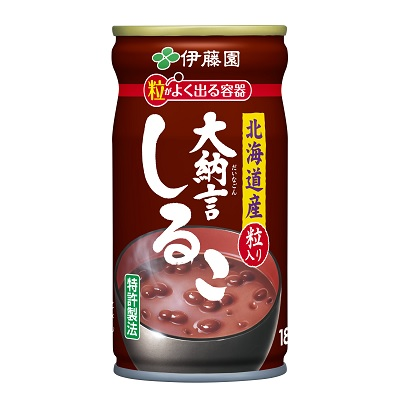 伊藤園
粒がよく出る容器
北海道産
粒入り
大納言
だいなごん
しるこ
特許製法
18